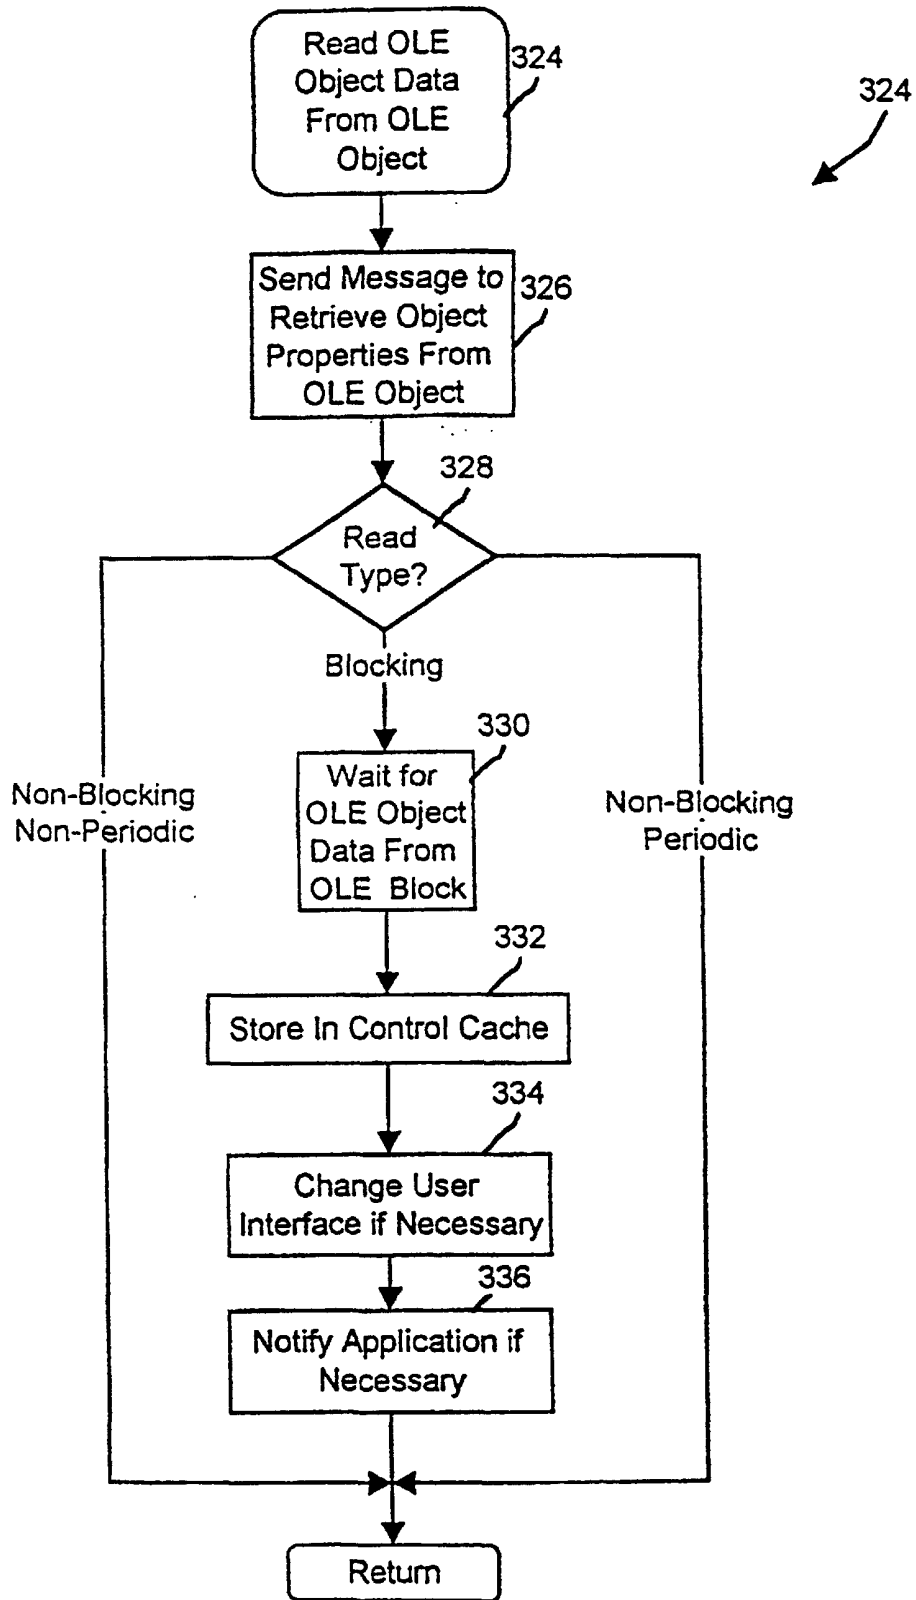 Read OLE
Object Data
From OLE
Object
324
324
Send Message to
Retrieve Object
Properties From
OLE Object
326
328
Read
Type?
Blocking
330
Wait for
OLE Object
Data From
OLE Block
Non-Blocking
Non-Periodic
Non-Blocking
Periodic
332
Store In Control Cache
334
Change User
Interface if Necessary
336
Notify Application if
Necessary
Return